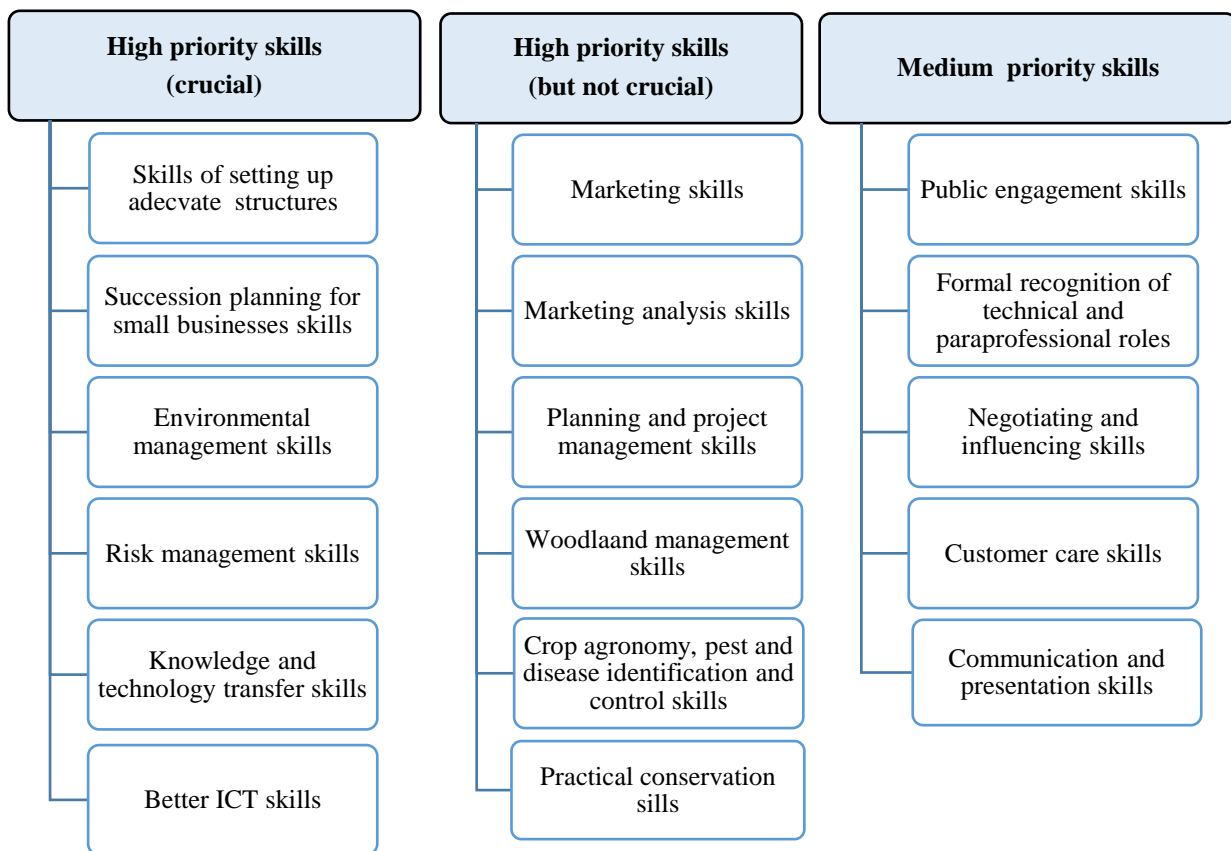 High priority skills
(crucial)
Skills of setting up
adecvate structures
Succession planning for
small businesses skills
Environmental
management skills
Risk management skills
Knowledge and
technology transfer skills
Better ICT skills
High priority skills
(but not crucial)
Marketing skills
Marketing analysis skills
Planning and project
management skills
Woodlaand management
skills
Crop agronomy, pest and
disease identification and
control skills
Practical conservation
sills
Medium priority skills
Public engagement skills
Formal recognition of
technical and
paraprofessional roles
Negotiating and
influencing skills
Customer care skills
Communication and
presentation skills